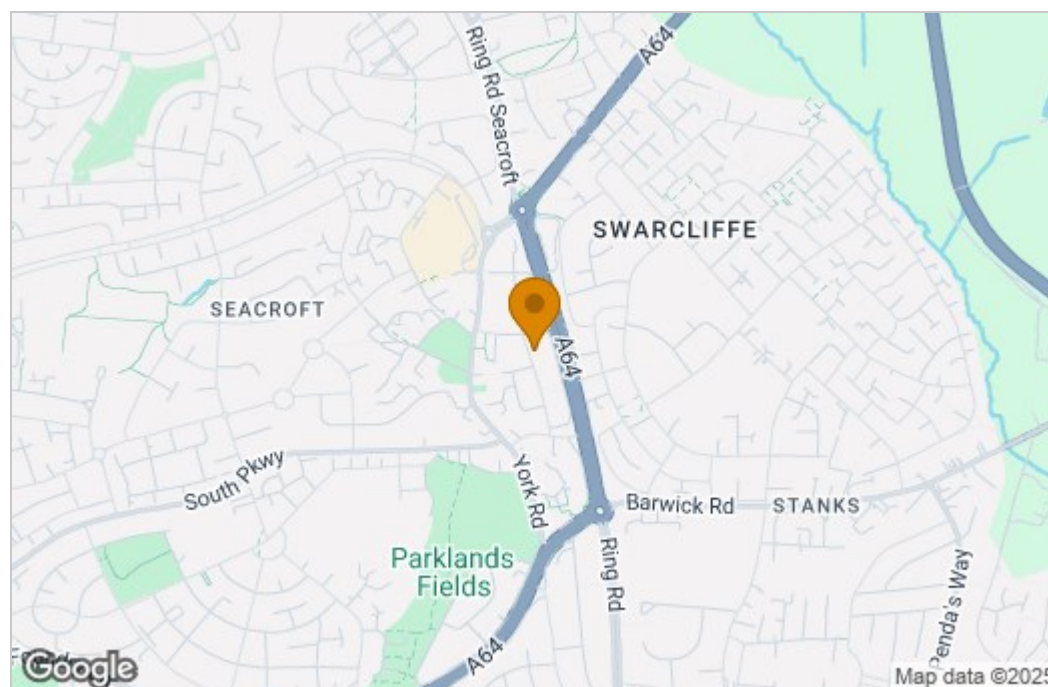 Ring Rd Seacroft
A64
SWARCLIFFE
SEACROFT
A64
South Pkwy
York Rd
Barwick Rd
STANKS
Parklands
Fields
Ring Rd
Penda's Way
A64
Google
Map data ©2025